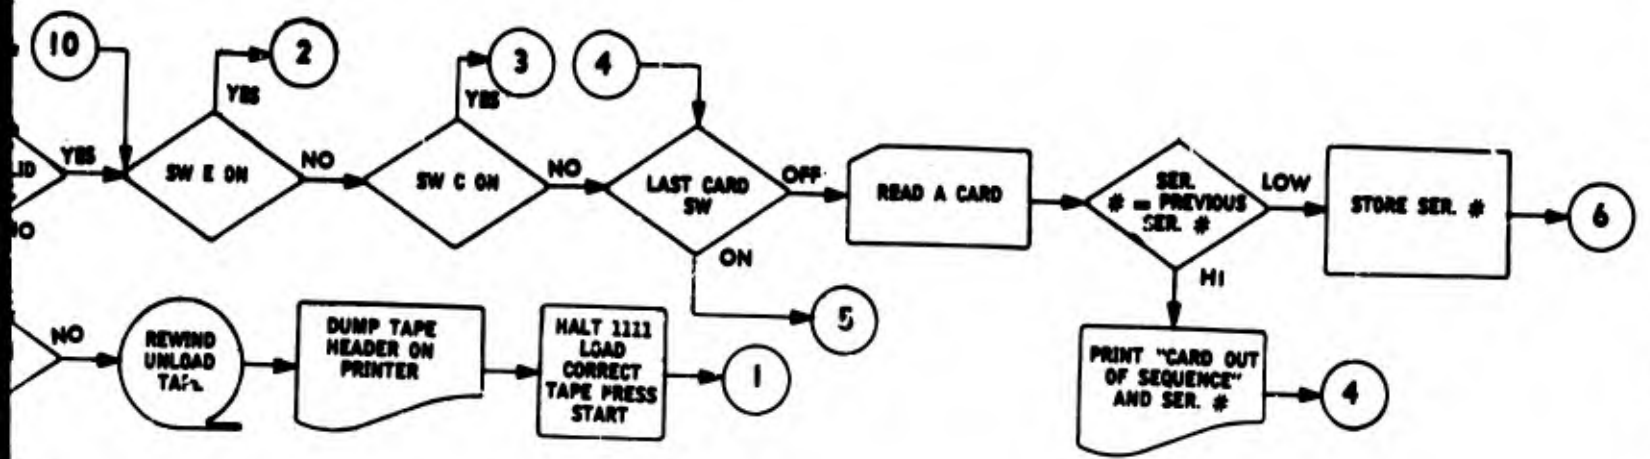 10
2
3
4
YES
YES
LID
YES
SW E ON
NO
SW C ON
NO
LAST CARD
SW
OFF
READ A CARD
SER.
# = PREVIOUS
SER. #
LOW
STORE SER. #
6
NO
ON
HI
5
NO
REWIND
UNLOAD
DUMP TAPE
HEADER ON
PRINTER
HALT 1111
LOAD
CORRECT
TAPE PRESS
START
1
PRINT "CARD OUT
OF SEQUENCE"
AND SER. #
4